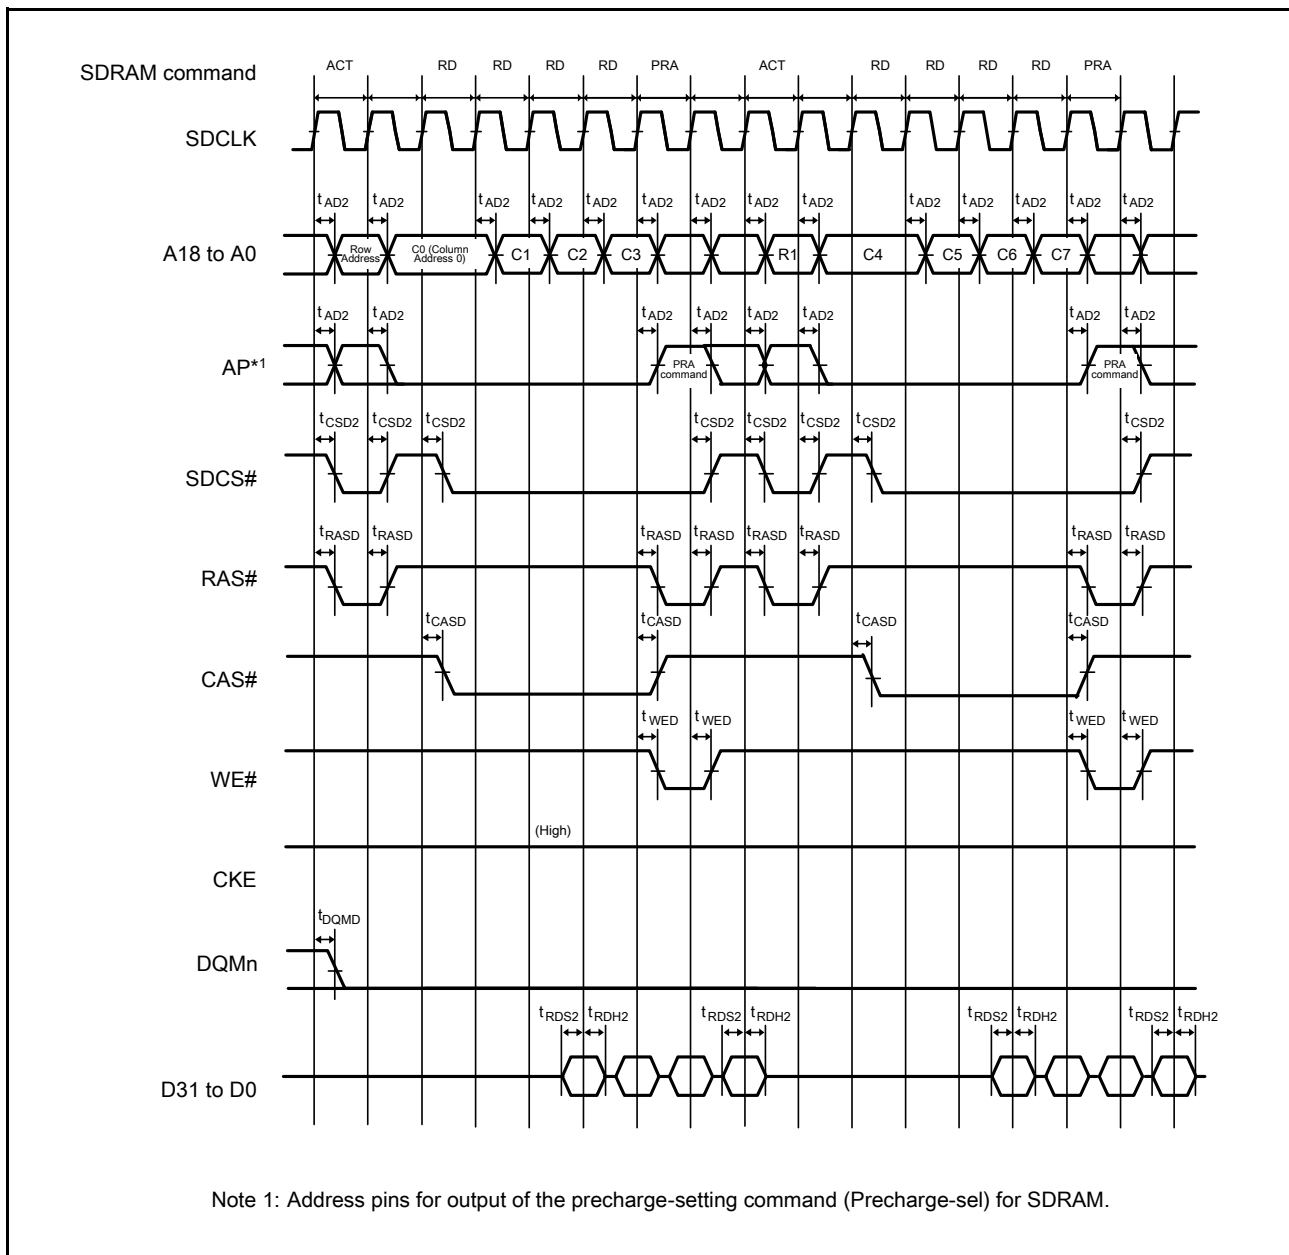 SDRAM command ACT RD RD RD RD PRA ACT RD RD RD RD PRA
SDCLK
tAD2 tAD2 tAD2 tAD2 tAD2 tAD2 tAD2 tAD2 tAD2 tAD2 tAD2 tAD2 tAD2 tAD2
A18 to A0
Row
Address
C0 (Column
Address 0)
C1 C2 C3 R1 C4 C5 C6 C7
tAD2 tAD2 tAD2 tAD2 tAD2 tAD2 tAD2 tAD2
AP*1
PRA
command
PRA
command
tCSD2 tCSD2 tCSD2 tCSD2 tCSD2 tCSD2 tCSD2 tCSD2
SDCS#
tRASD tRASD tRASD tRASD tRASD tRASD tRASD tRASD
RAS#
tCASD tCASD tCASD tCASD
CAS#
tWED tWED tWED tWED
WE#
(High)
CKE
tDQMD
DQMn
tRDS2 tRDH2 tRDS2 tRDH2 tRDS2 tRDH2 tRDS2 tRDH2
D31 to D0
Note 1: Address pins for output of the precharge-setting command (Precharge-sel) for SDRAM.